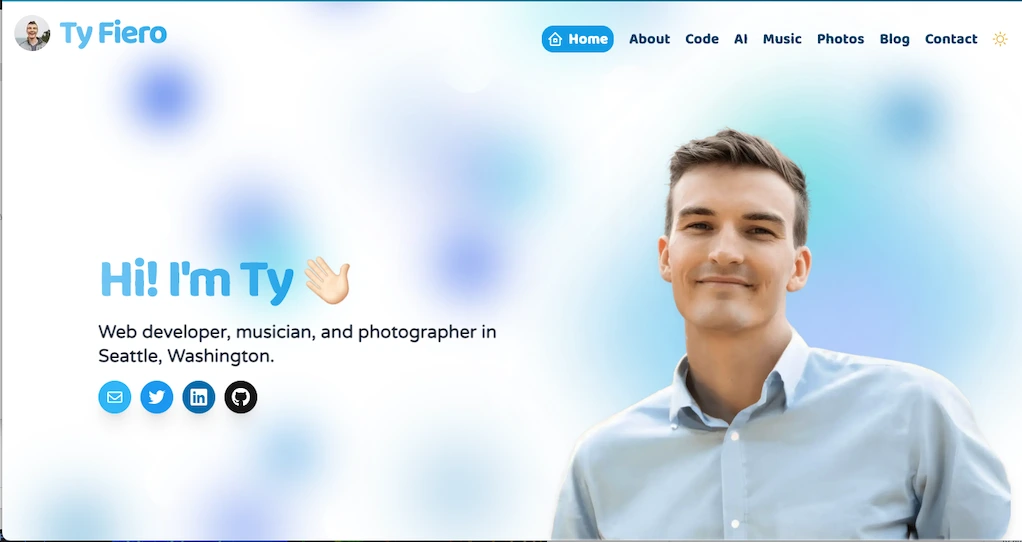 Ty Fiero
Home About Code AI Music Photos Blog Contact
Hi! I'm Ty 👋🏻
Web developer, musician, and photographer in
Seattle, Washington.